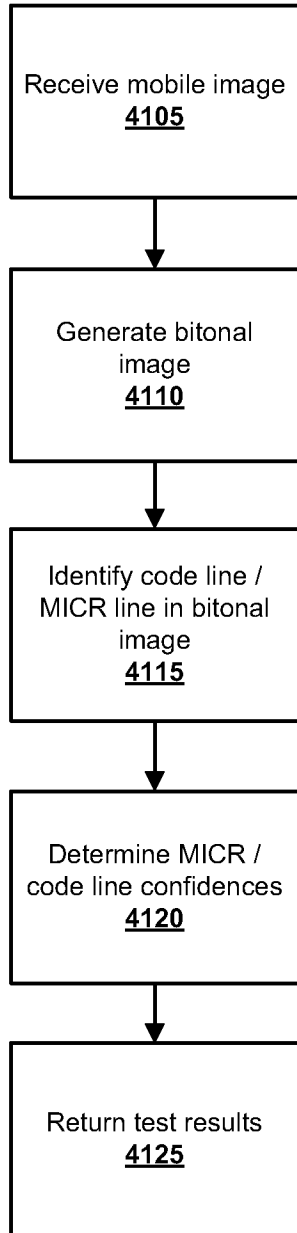 Receive mobile image
4105
Generate bitonal
image
4110
Identify code line /
MICR line in bitonal
image
4115
Determine MICR /
code line confidences
4120
Return test results
4125